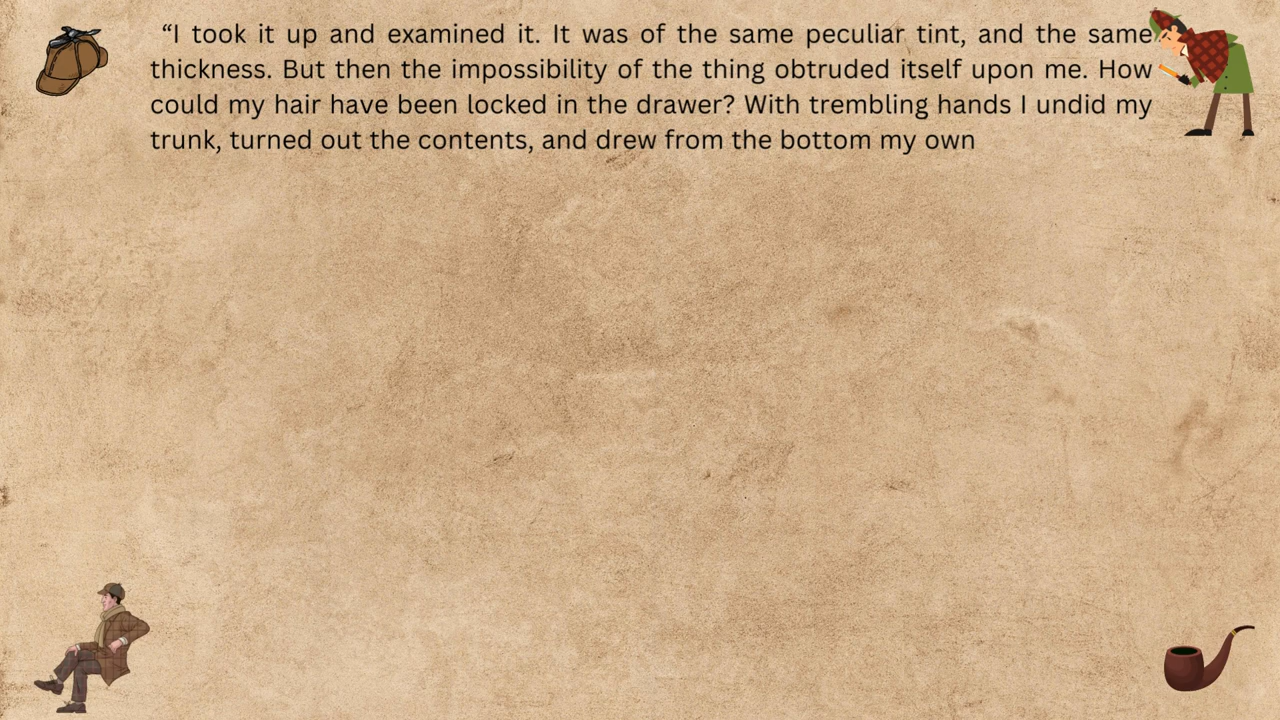 “I took it up and examined it. It was of the same peculiar tint, and the same
thickness. But then the impossibility of the thing obtruded itself upon me. How
could my hair have been locked in the drawer? With trembling hands I undid my
trunk, turned out the contents, and drew from the bottom my own